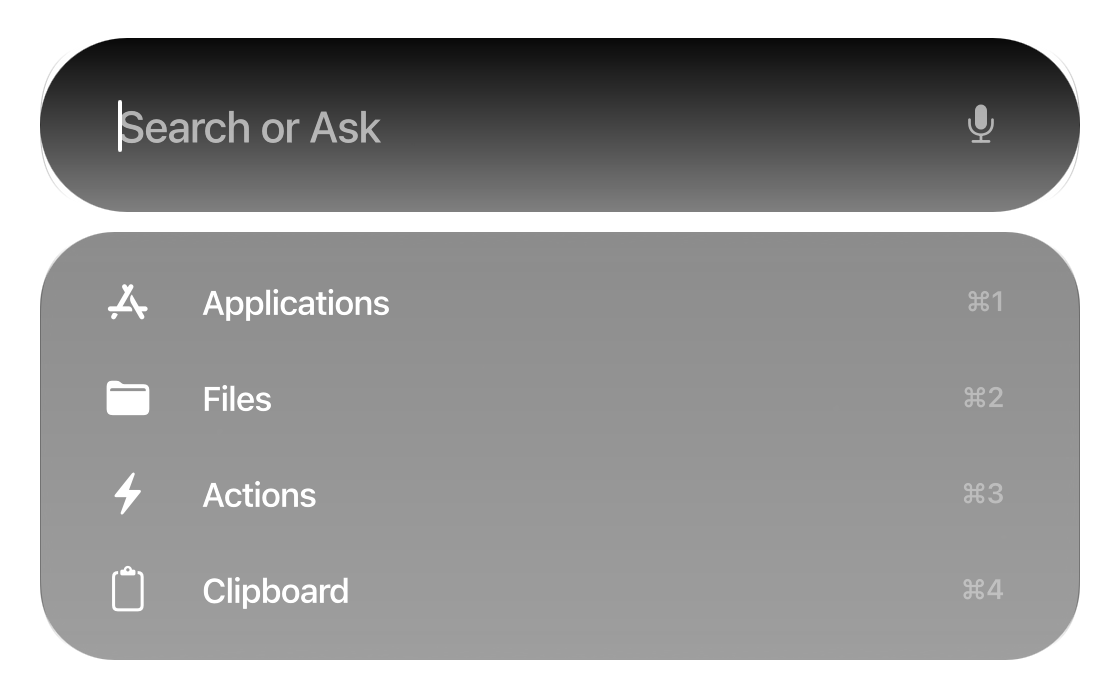 Search or Ask
Applications ⌘1
Files ⌘2
Actions ⌘3
Clipboard ⌘4